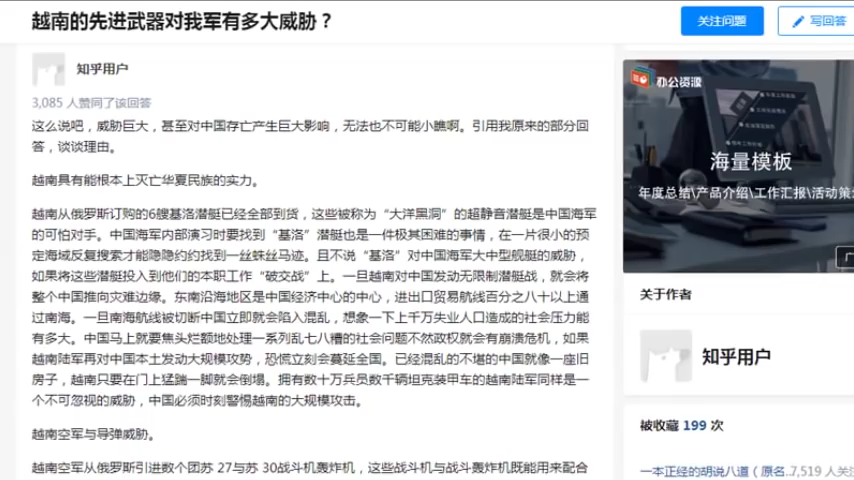 越南的先进武器对我军有多大威胁？
关注问题
写回答
知乎用户
3,085 人赞同了该回答
这么说吧，威胁巨大，甚至对中国存亡产生巨大影响，无法也不可能小瞧啊。引用我原来的部分回
答，谈谈理由。
越南具有能根本上灭亡华夏民族的实力。
越南从俄罗斯订购的6艘基洛潜艇已经全部到货，这些被称为“大洋黑洞”的超静音潜艇是中国海军
的可怕对手。中国海军内部演习时要找到“基洛”潜艇也是一件极其困难的事情，在一片很小的预
定海域反复搜索才能隐隐约约找到一丝蛛丝马迹。且不说“基洛”对中国海军大中型舰艇的威胁，
如果将这些潜艇投入到他们的本职工作“破交战”上。一旦越南对中国发动无限制潜艇战，就会将
整个中国推向灾难边缘。东南沿海地区是中国经济中心的中心，进出口贸易航线百分之八十以上通
过南海。一旦南海航线被切断中国立即就会陷入混乱，想象一下上千万失业人口造成的社会压力能
有多大。中国马上就要焦头烂额地处理一系列乱七八糟的社会问题不然政权就会有崩溃危机，如果
越南陆军再对中国本土发动大规模攻势，恐慌立刻会蔓延全国。已经混乱的不堪的中国就像一座旧
房子，越南只要在门上猛踹一脚就会倒塌。拥有数十万兵员数千辆坦克装甲车的越南陆军同样是一
个不可忽视的威胁，中国必须时刻警惕越南的大规模攻击。
越南空军与导弹威胁。
越南空军从俄罗斯引进数个团苏 27与苏 30战斗机轰炸机，这些战斗机与战斗轰炸机既能用来配合
办公资源
海量模板
年度总结\产品介绍\工作汇报\活动策
关于作者
知乎用户
被收藏 199 次
一本正经的胡说八道（原名..7,519 人关注